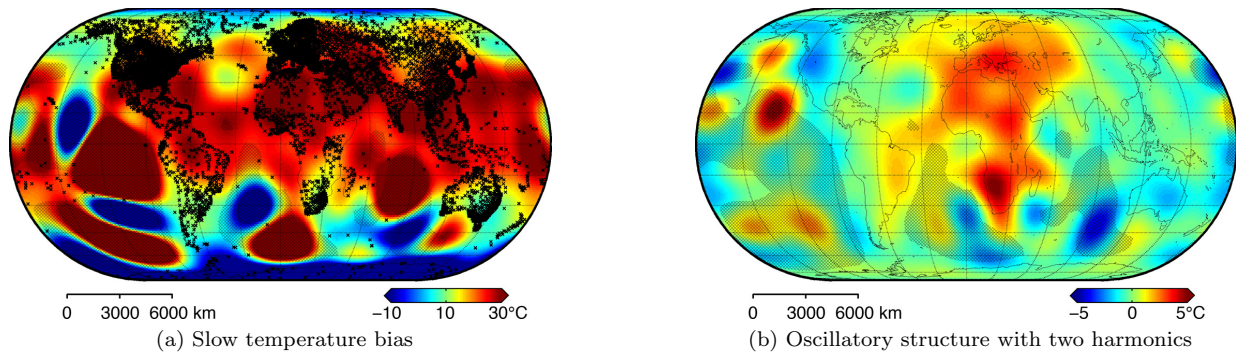 0 3000 6000 km
−10 10 30°C
(a) Slow temperature bias
0 3000 6000 km
−5 0 5°C
(b) Oscillatory structure with two harmonics